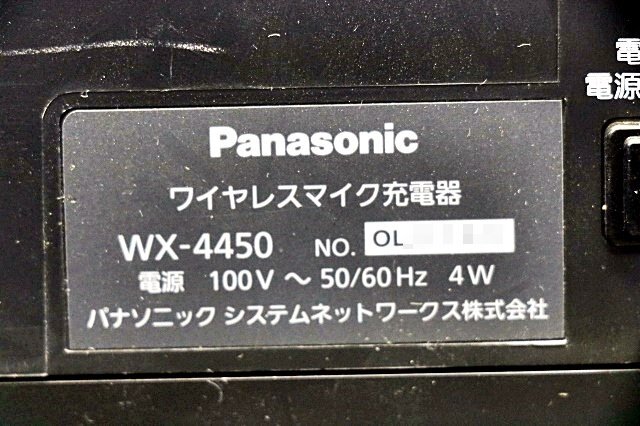 電
電源
Panasonic
ワイヤレスマイク充電器
WX-4450 NO. OL
電源 100V ～ 50/60Hz 4W
パナソニック システムネットワークス株式会社